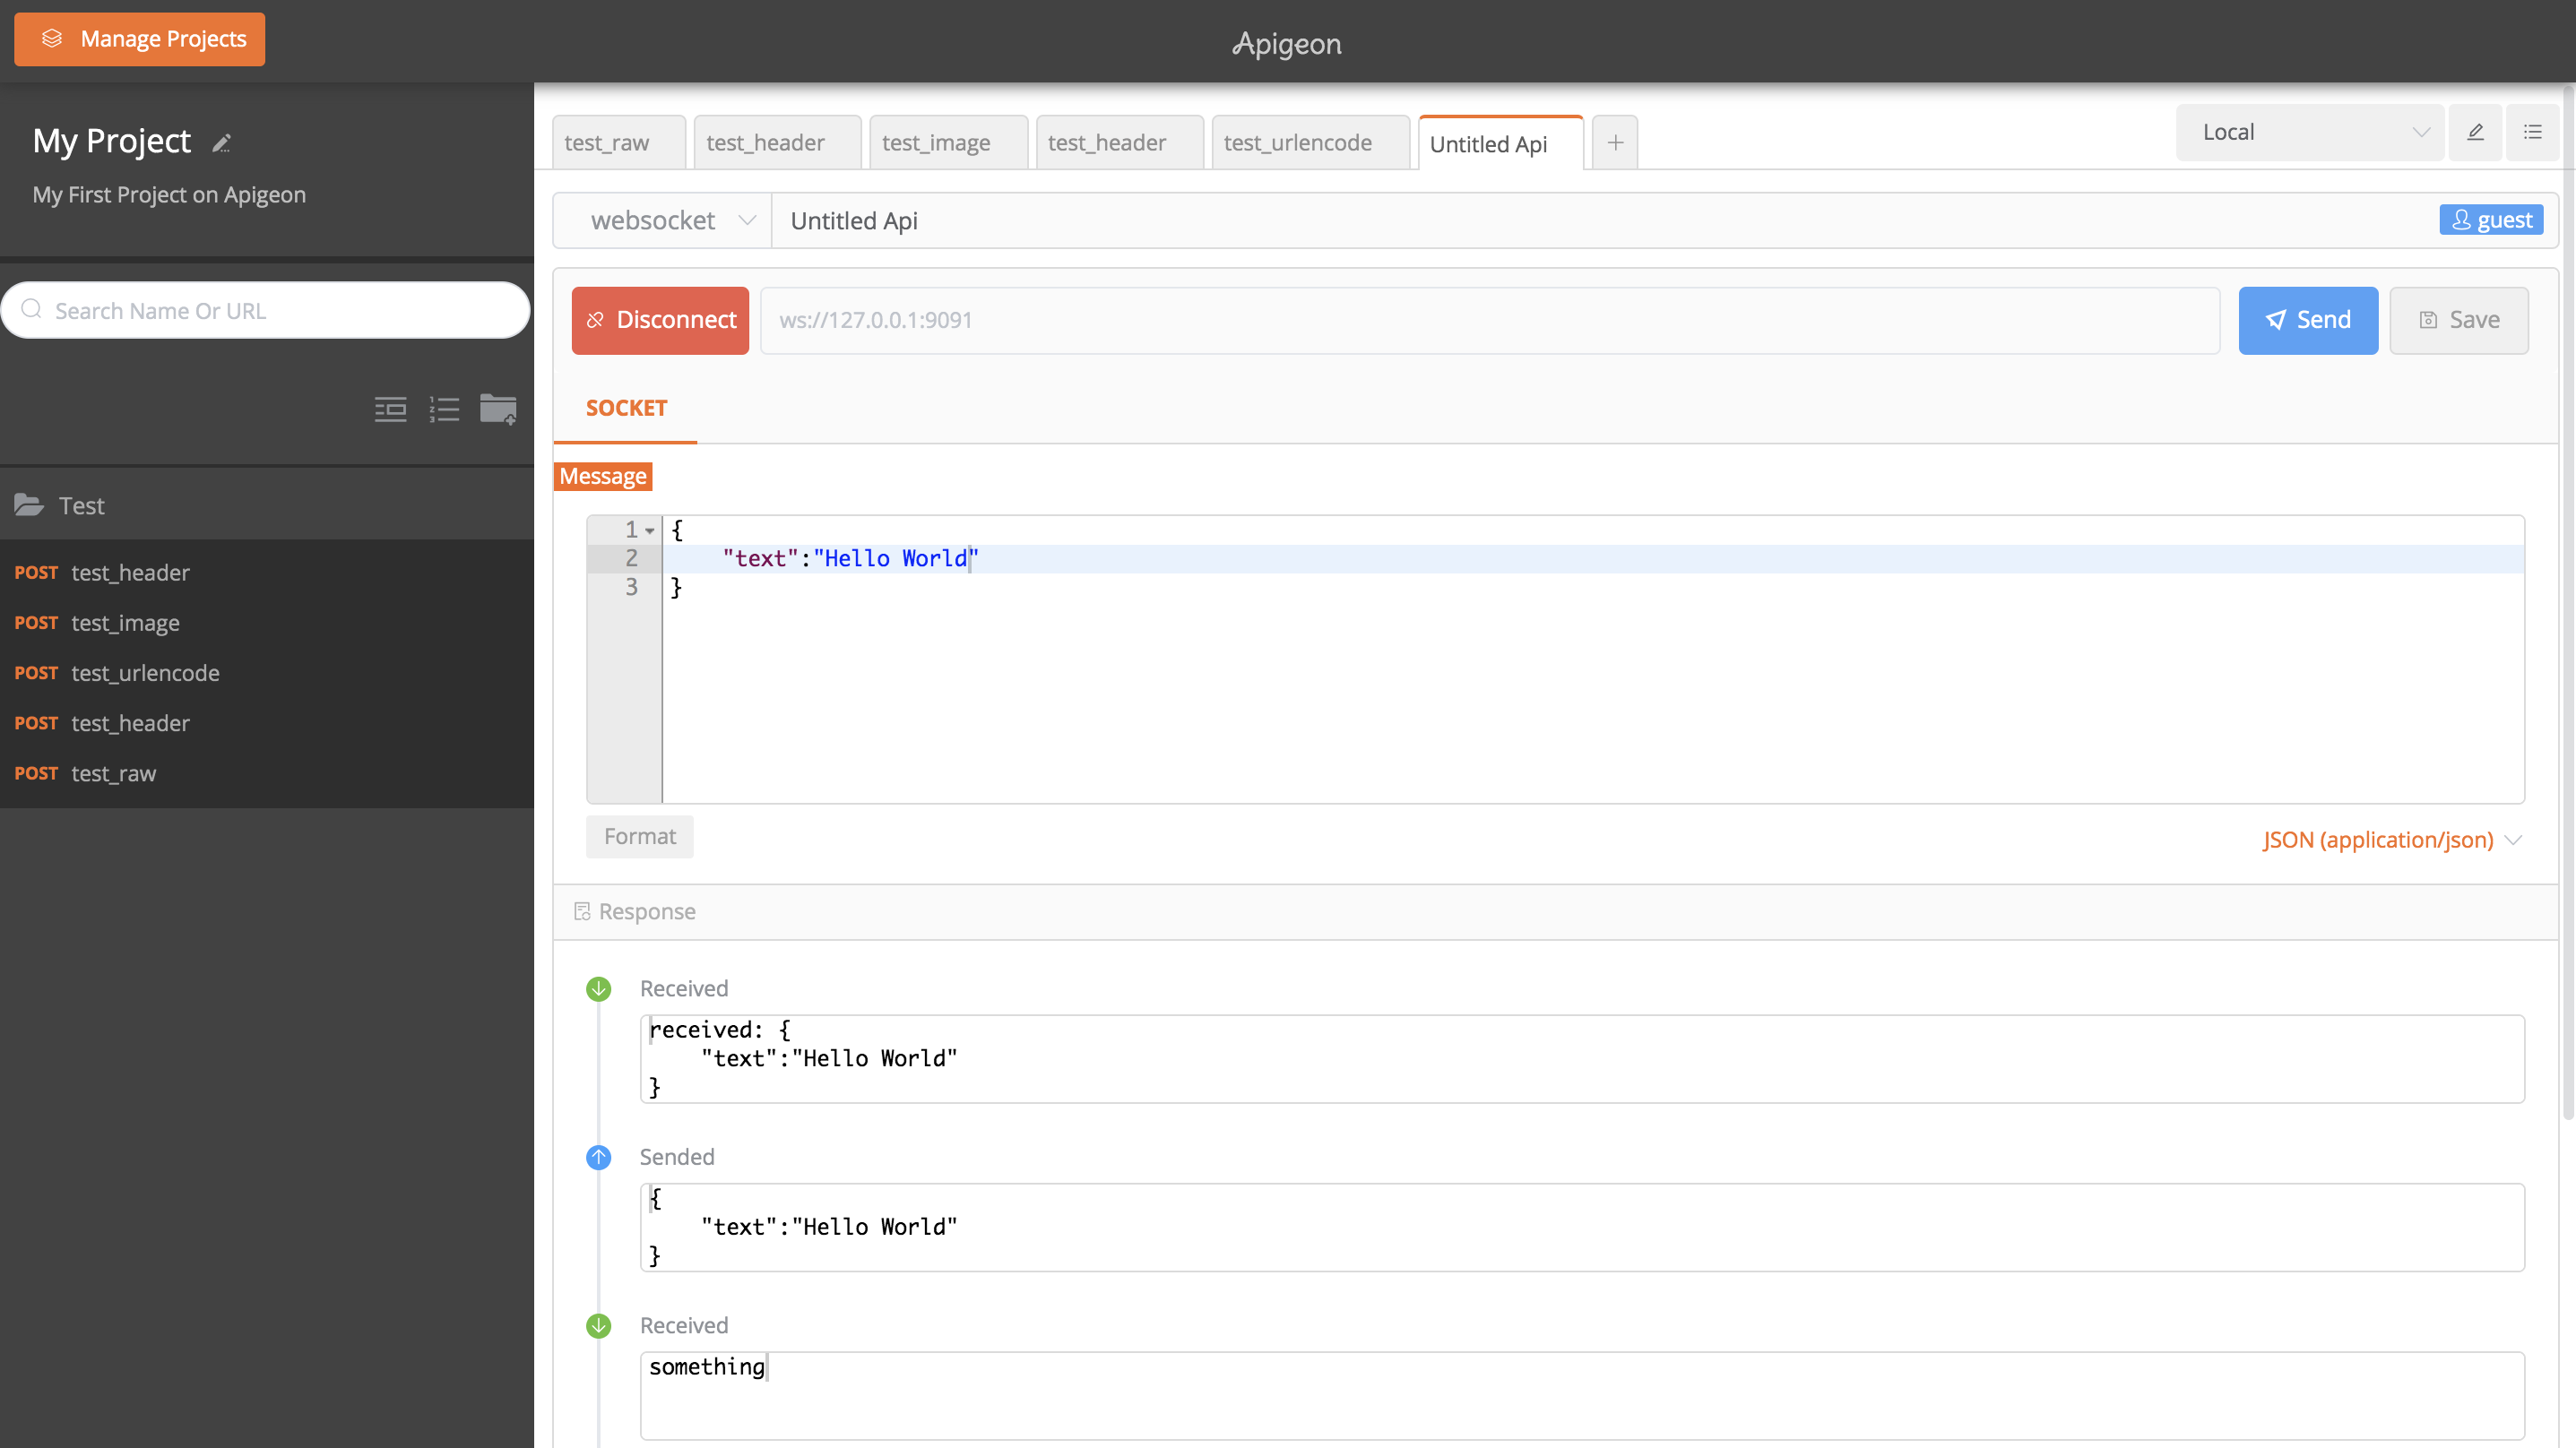 Manage Projects
Apigeon
My Project
My First Project on Apigeon
Search Name Or URL
Test
POST test_header
POST test_image
POST test_urlencode
POST test_header
POST test_raw
test_raw test_header test_image test_header test_urlencode Untitled Api +
Local
websocket Untitled Api guest
Disconnect ws://127.0.0.1:9091 Send Save
SOCKET
Message
1 {
2 "text":"Hello World"
3 }
Format JSON (application/json)
Response
Received
received: {
"text":"Hello World"
}
Sended
{
"text":"Hello World"
}
Received
something